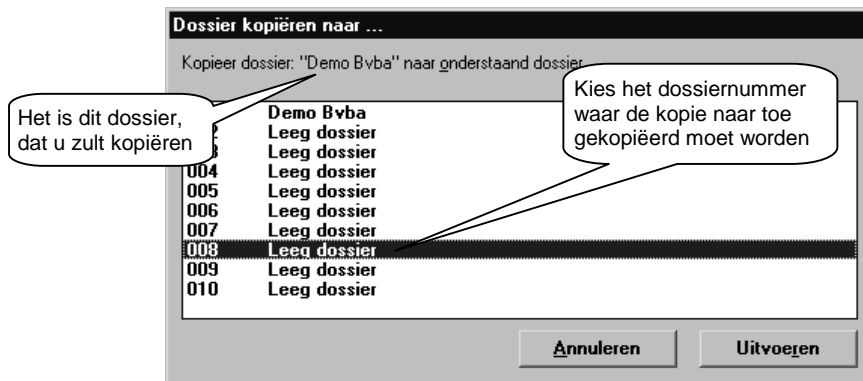 Dossier kopiëren naar ...
Kopieer dossier: "Demo Bvba" naar onderstaand dossier
Het is dit dossier,
dat u zult kopiëren
Kies het dossiernummer
waar de kopie naar toe
gekopiëerd moet worden
Demo Bvba
Leeg dossier
Leeg dossier
004 Leeg dossier
005 Leeg dossier
006 Leeg dossier
007 Leeg dossier
008 Leeg dossier
009 Leeg dossier
010 Leeg dossier
Annuleren Uitvoeren